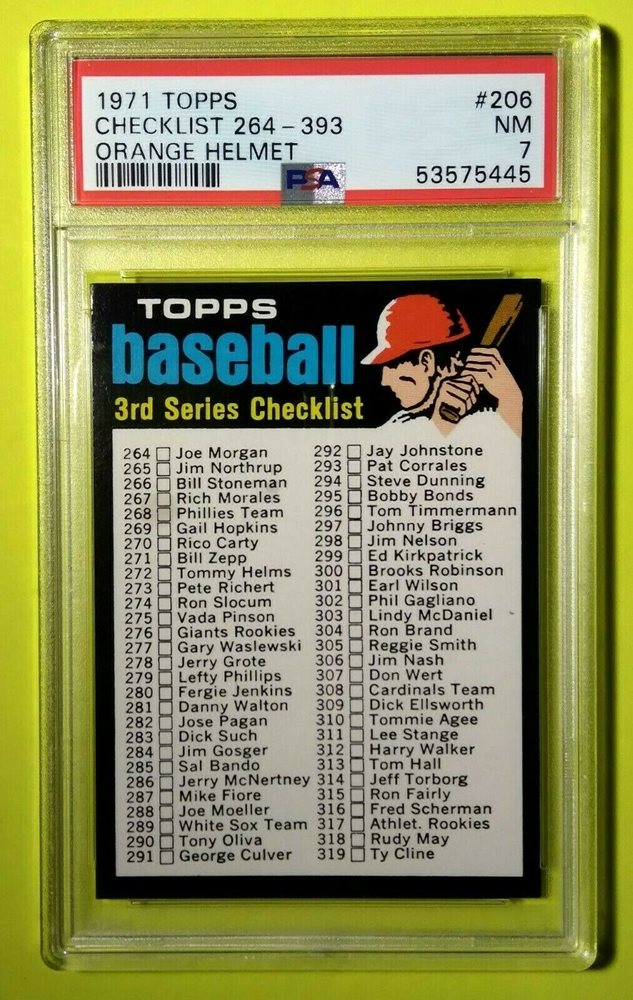 1971 TOPPS #206
CHECKLIST 264-393 NM
ORANGE HELMET 7
PSA 53575445
TOPPS
baseball
3rd Series Checklist
264 Joe Morgan
265 Jim Northrup
266 Bill Stoneman
267 Rich Morales
268 Phillies Team
269 Gail Hopkins
270 Rico Carty
271 Bill Zepp
272 Tommy Helms
273 Pete Richert
274 Ron Slocum
275 Vada Pinson
276 Giants Rookies
277 Gary Waslewski
278 Jerry Grote
279 Lefty Phillips
280 Fergie Jenkins
281 Danny Walton
282 Jose Pagan
283 Dick Such
284 Jim Gosger
285 Sal Bando
286 Jerry McNertney
287 Mike Fiore
288 Joe Moeller
289 White Sox Team
290 Tony Oliva
291 George Culver
292 Jay Johnstone
293 Pat Corrales
294 Steve Dunning
295 Bobby Bonds
296 Tom Timmermann
297 Johnny Briggs
298 Jim Nelson
299 Ed Kirkpatrick
300 Brooks Robinson
301 Earl Wilson
302 Phil Gagliano
303 Lindy McDaniel
304 Ron Brand
305 Reggie Smith
306 Jim Nash
307 Don Wert
308 Cardinals Team
309 Dick Ellsworth
310 Tommie Agee
311 Lee Stange
312 Harry Walker
313 Tom Hall
314 Jeff Torborg
315 Ron Fairly
316 Fred Scherman
317 Athlet. Rookies
318 Rudy May
319 Ty Cline